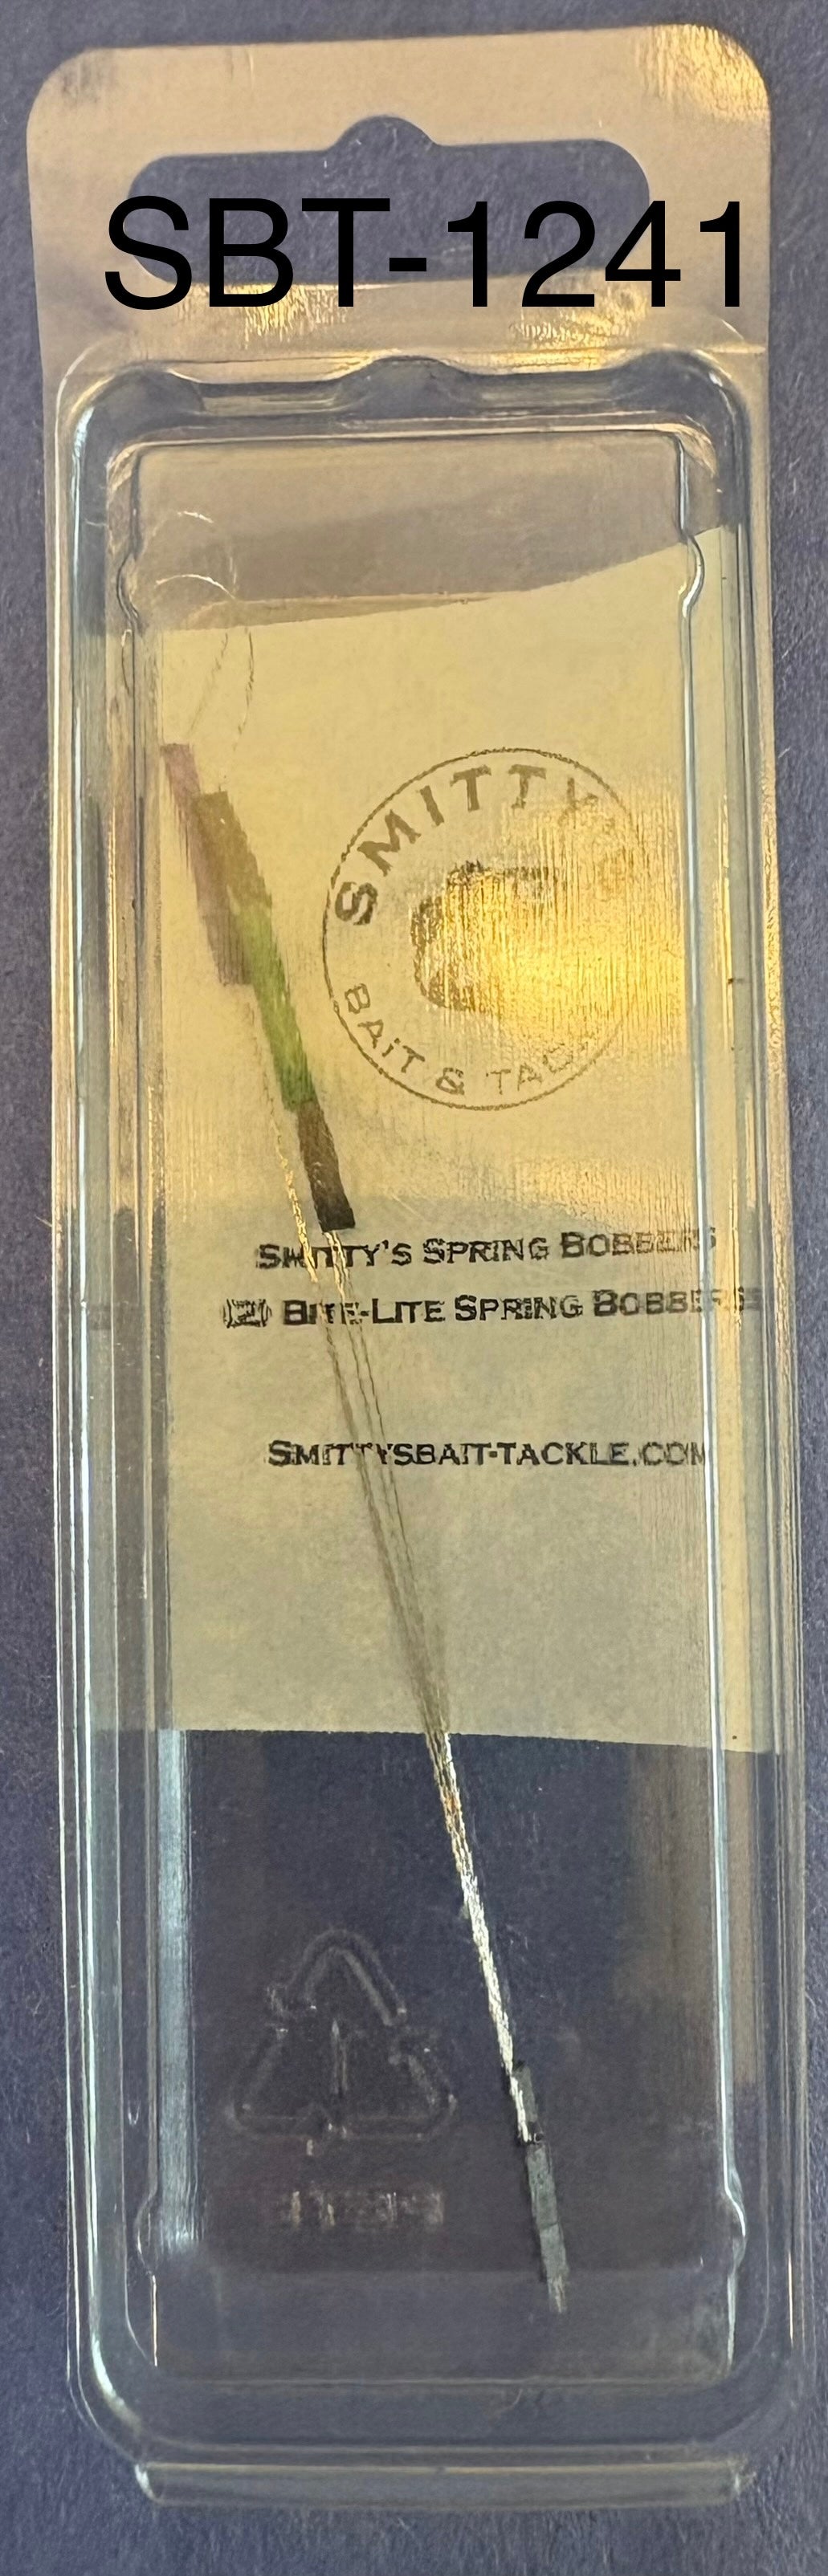 SBT-1241
SMITTY'S
BAIT & TACKLE
SMITTY'S SPRING BOBBERS
(2) BITE-LITE SPRING BOBBERS
SMITTYSBAIT-TACKLE.COM